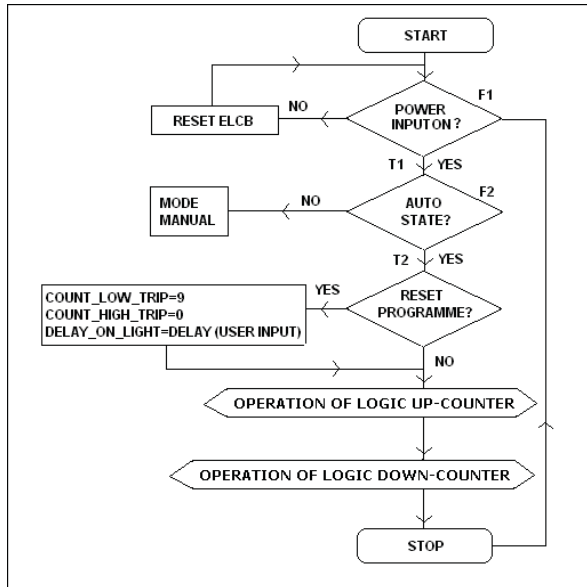 START
F1
POWER
INPUTON ?
NO
RESET ELCB
T1
YES
F2
AUTO
STATE?
NO
MODE
MANUAL
T2
YES
RESET
PROGRAMME?
YES
COUNT_LOW_TRIP=9
COUNT_HIGH_TRIP=0
DELAY_ON_LIGHT=DELAY (USER INPUT)
NO
OPERATION OF LOGIC UP-COUNTER
OPERATION OF LOGIC DOWN-COUNTER
STOP